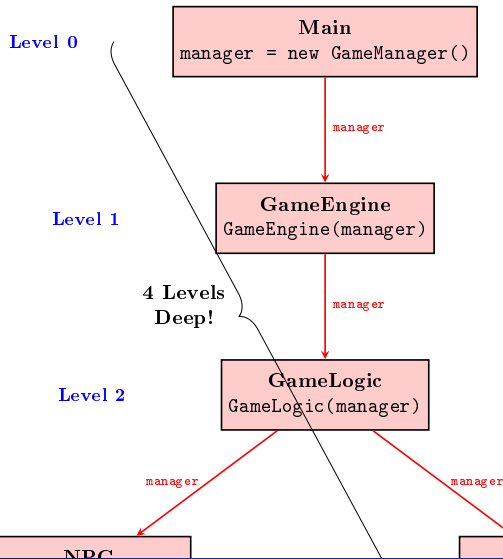 Level 0
Main
manager = new GameManager()
manager
Level 1
GameEngine
GameEngine(manager)
4 Levels
Deep!
manager
Level 2
GameLogic
GameLogic(manager)
manager
manager
NPC